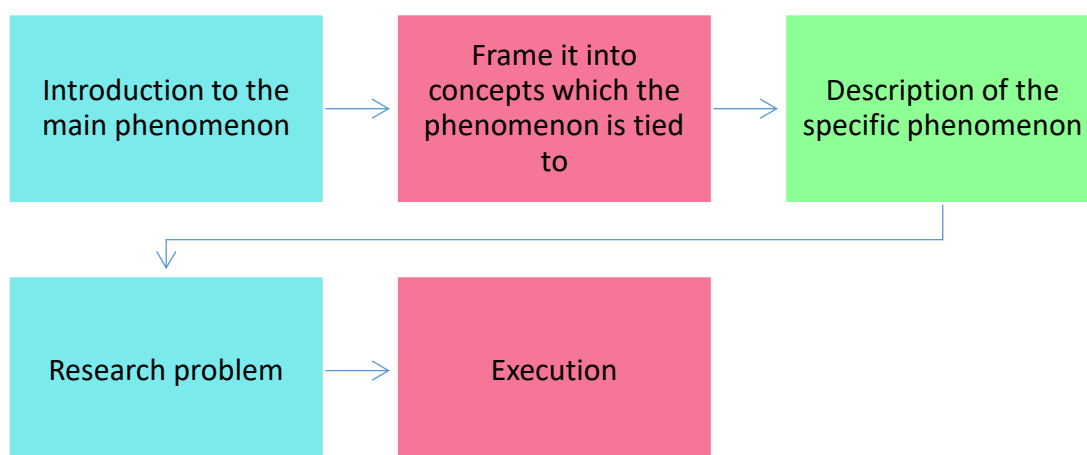 Introduction to the
main phenomenon
Frame it into
concepts which the
phenomenon is tied
to
Description of the
specific phenomenon
Research problem
Execution